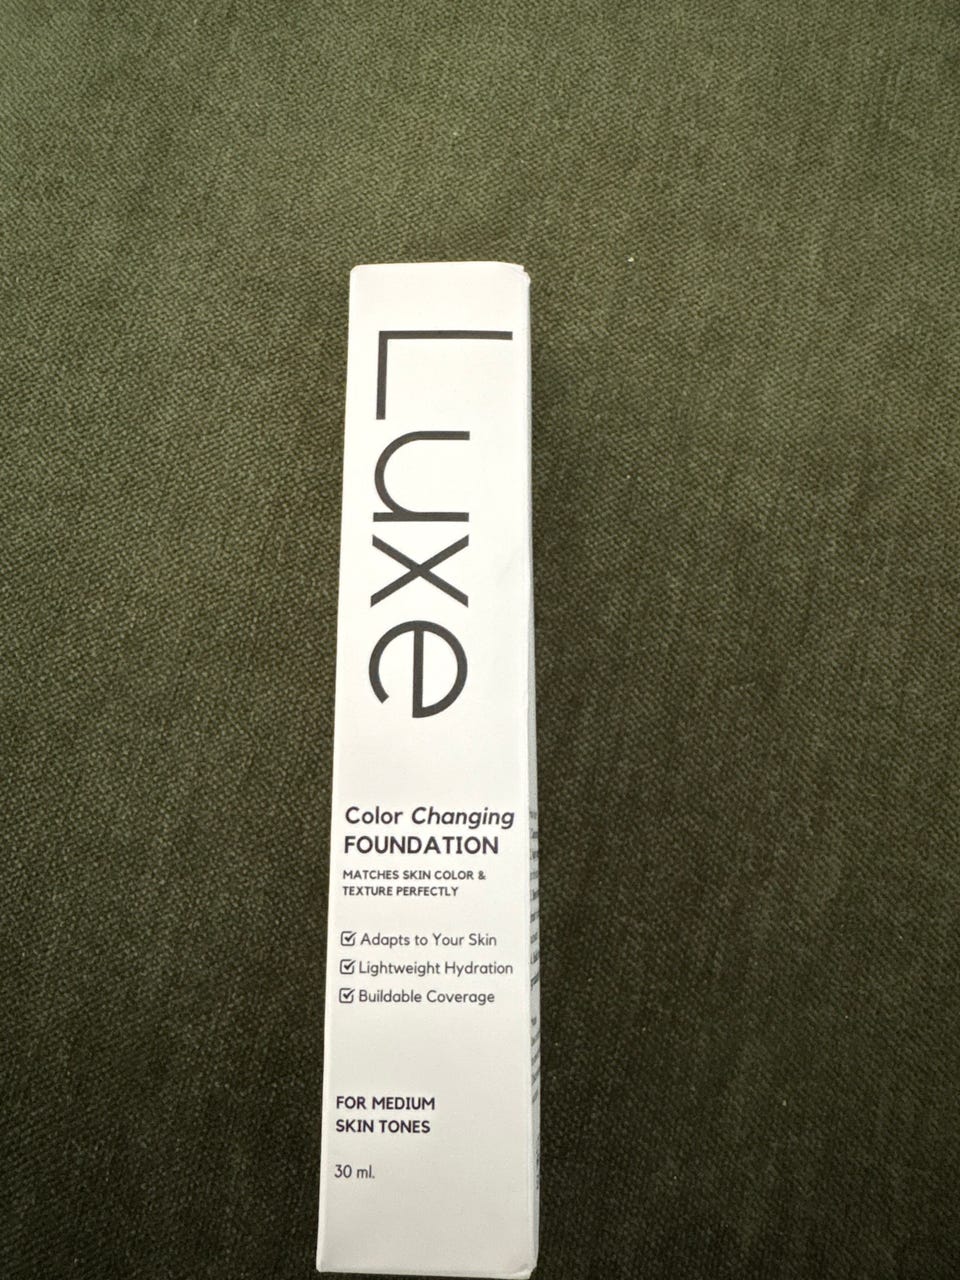 Luxe
Color Changing
FOUNDATION
MATCHES SKIN COLOR &
TEXTURE PERFECTLY
☑ Adapts to Your Skin
☑ Lightweight Hydration
☑ Buildable Coverage
FOR MEDIUM
SKIN TONES
30 ml.